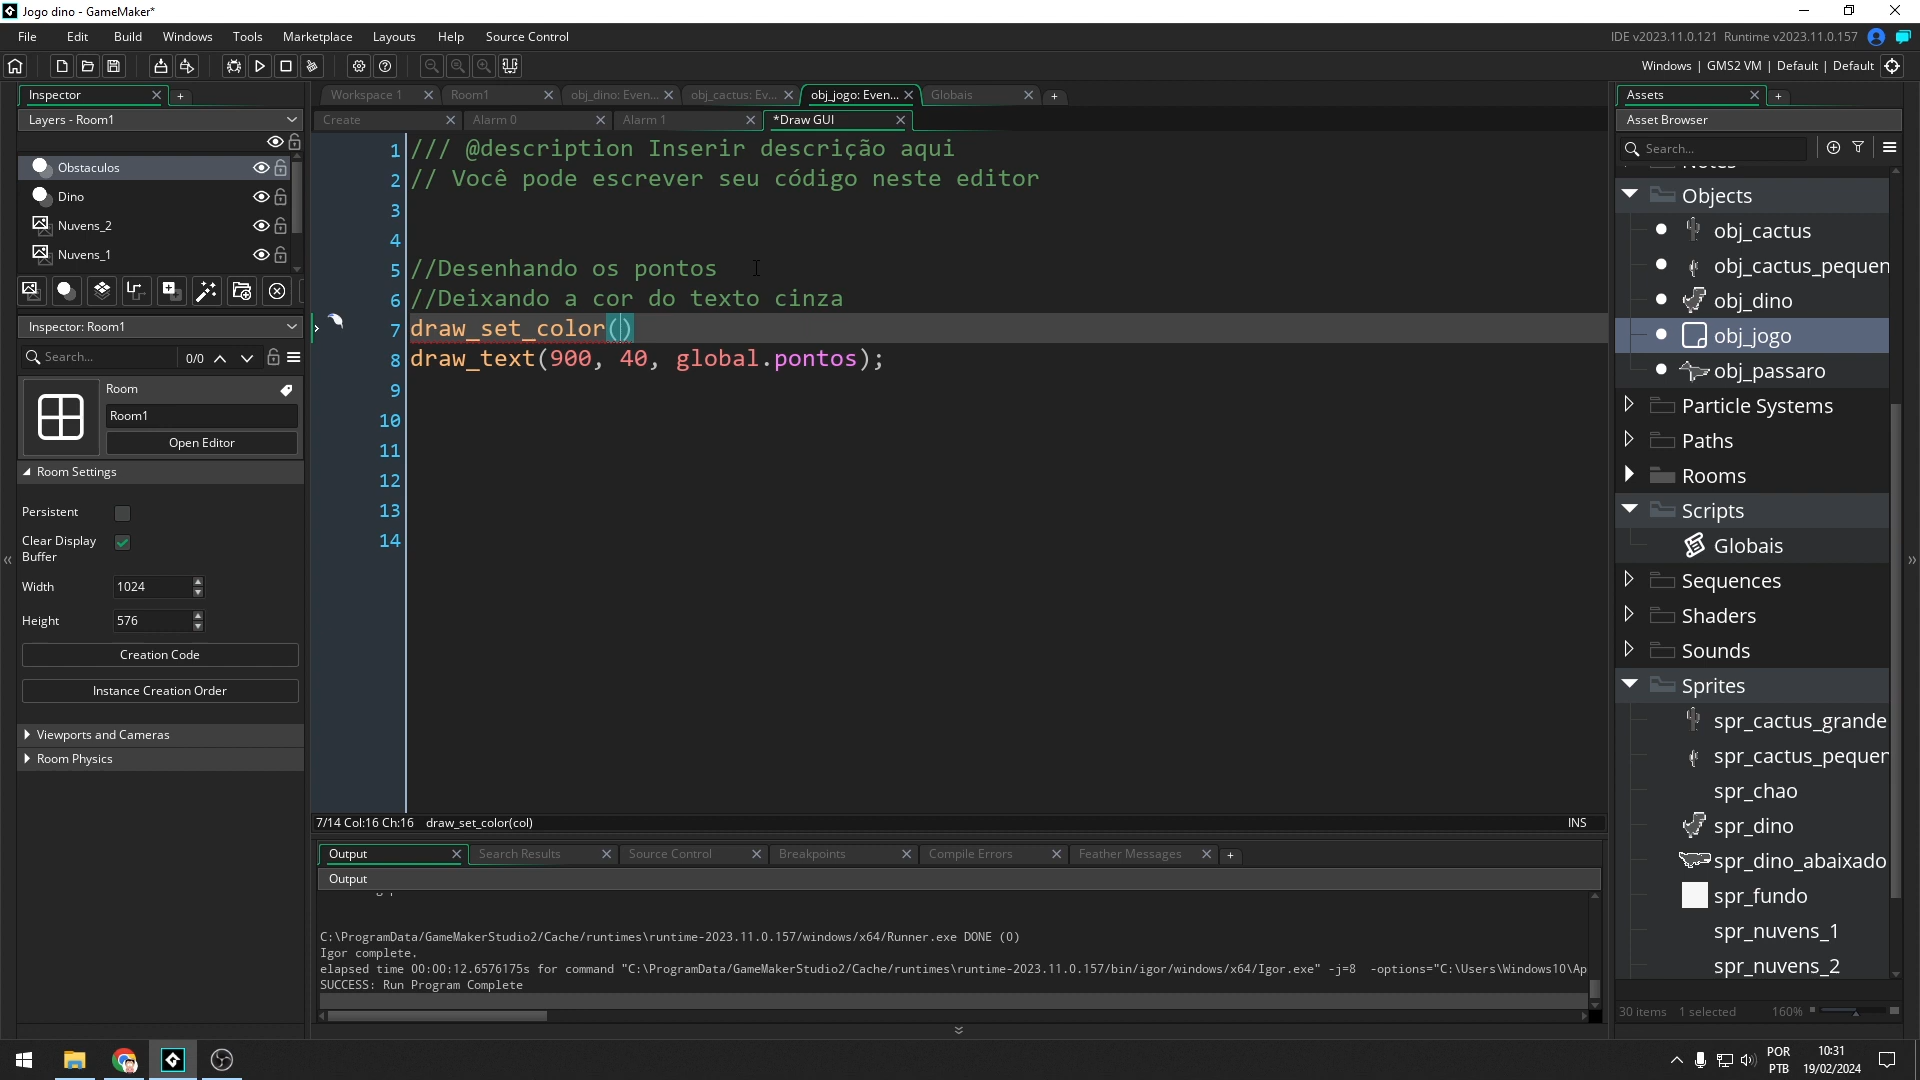 Jogo dino - GameMaker*
File Edit Build Windows Tools Marketplace Layouts Help Source Control
IDE v2023.11.0.121 Runtime v2023.11.0.157
Windows | GMS2 VM | Default | Default
Inspector
Workspace 1 Room1 obj_dino: Even... obj_cactus: Ev... obj_jogo: Even... Globais
Assets
Layers - Room1
Create Alarm 0 Alarm 1 *Draw GUI
Asset Browser
Search...
Obstaculos
Dino
Nuvens_2
Nuvens_1
Inspector: Room1
Search... 0/0
Room
Room1
Open Editor
Room Settings
Persistent
Clear Display
Buffer
Width 1024
Height 576
Creation Code
Instance Creation Order
Viewports and Cameras
Room Physics
1 /// @description Inserir descrição aqui
2 // Você pode escrever seu código neste editor
3
4
5 //Desenhando os pontos
6 //Deixando a cor do texto cinza
7 draw_set_color()
8 draw_text(900, 40, global.pontos);
9
10
11
12
13
14
7/14 Col:16 Ch:16 draw_set_color(col) INS
Output Search Results Source Control Breakpoints Compile Errors Feather Messages
Output
C:\ProgramData/GameMakerStudio2/Cache/runtimes\runtime-2023.11.0.157/windows/x64/Runner.exe DONE (0)
Igor complete.
elapsed time 00:00:12.6576175s for command "C:\ProgramData/GameMakerStudio2/Cache/runtimes\runtime-2023.11.0.157/bin/igor/windows/x64/Igor.exe" -j=8 -options="C:\Users\Windows10\Ap
SUCCESS: Run Program Complete
Objects
obj_cactus
obj_cactus_pequen
obj_dino
obj_jogo
obj_passaro
Particle Systems
Paths
Rooms
Scripts
Globais
Sequences
Shaders
Sounds
Sprites
spr_cactus_grande
spr_cactus_pequer
spr_chao
spr_dino
spr_dino_abaixado
spr_fundo
spr_nuvens_1
spr_nuvens_2
30 items 1 selected 160%
POR
PTB
10:31
19/02/2024